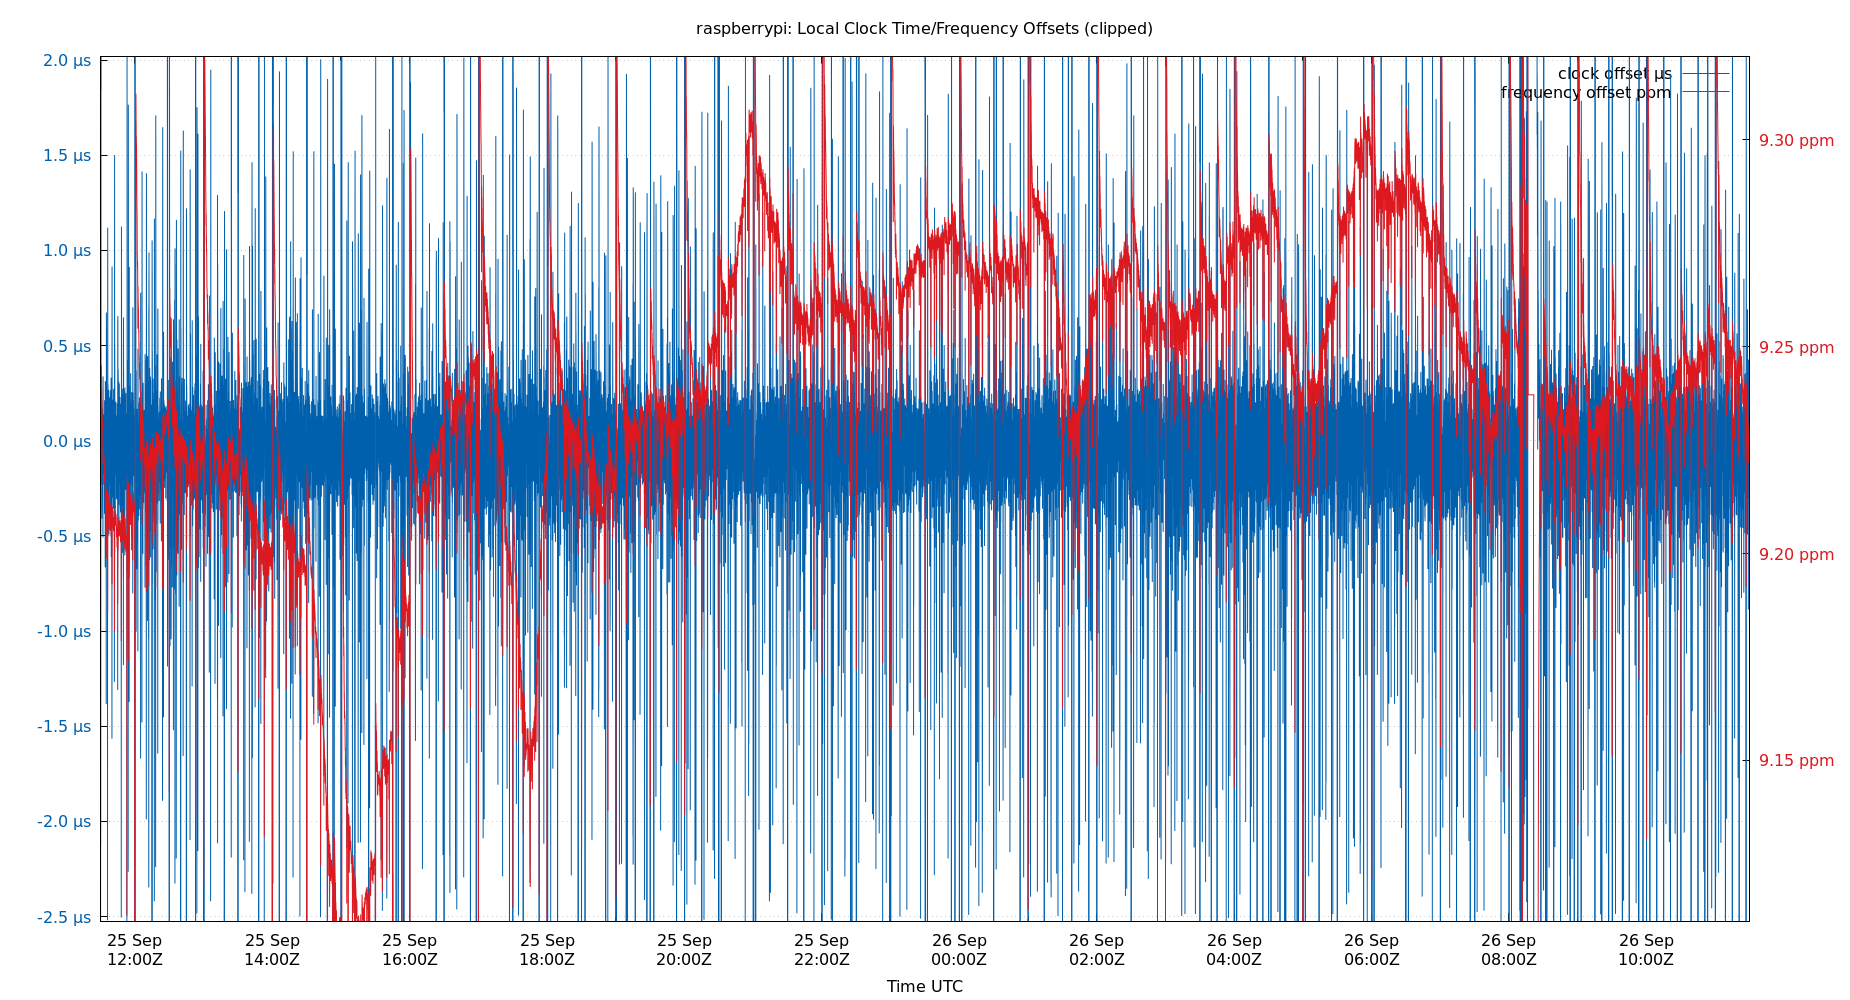 raspberrypi: Local Clock Time/Frequency Offsets (clipped)
2.0 µs
1.5 µs
1.0 µs
0.5 µs
0.0 µs
-0.5 µs
-1.0 µs
-1.5 µs
-2.0 µs
-2.5 µs
clock offset µs
frequency offset ppm
9.30 ppm
9.25 ppm
9.20 ppm
9.15 ppm
25 Sep 25 Sep 25 Sep 25 Sep 25 Sep 25 Sep 26 Sep 26 Sep 26 Sep 26 Sep 26 Sep 26 Sep
12:00Z 14:00Z 16:00Z 18:00Z 20:00Z 22:00Z 00:00Z 02:00Z 04:00Z 06:00Z 08:00Z 10:00Z
Time UTC